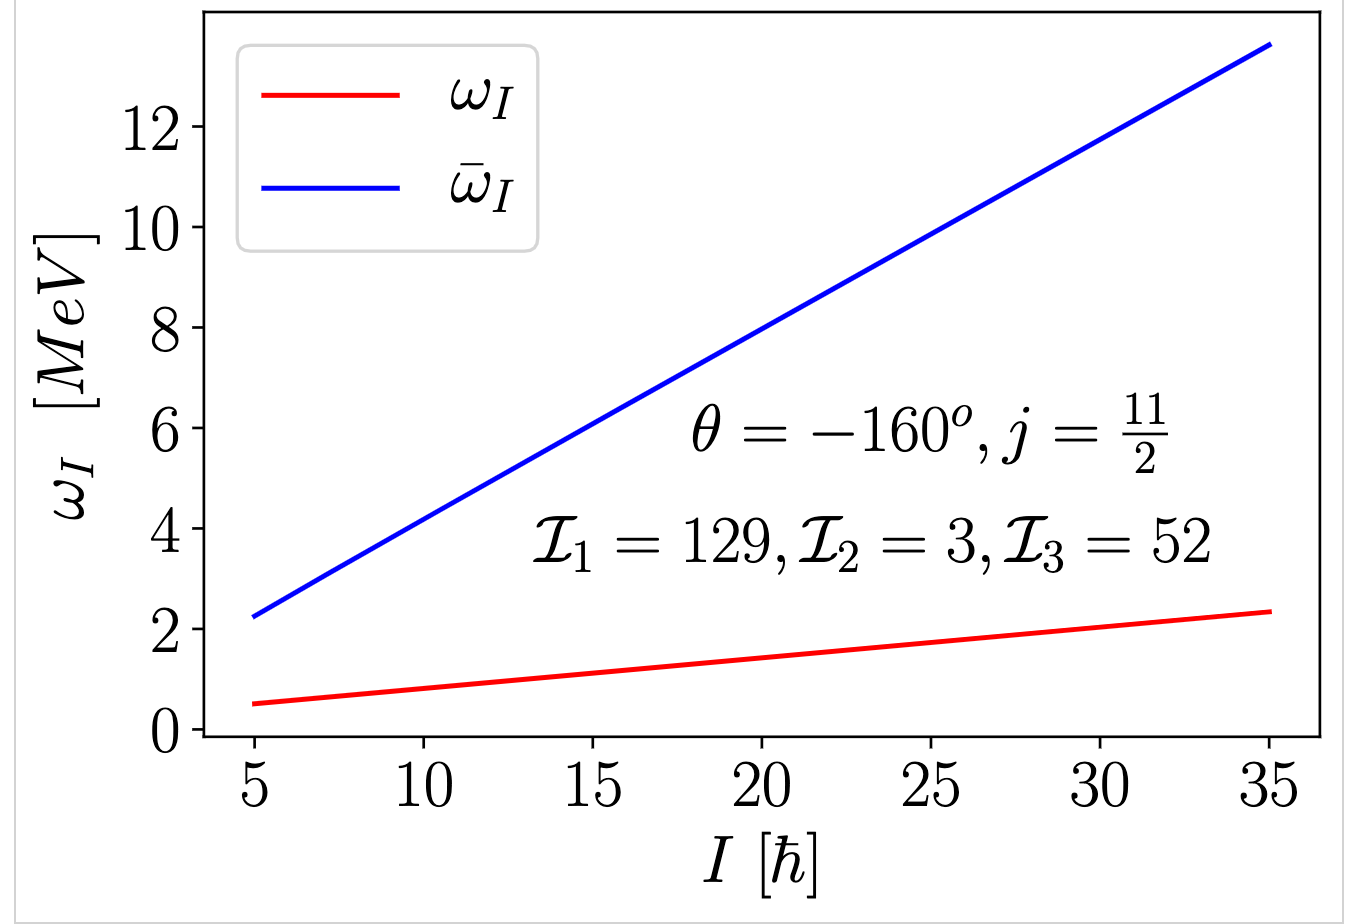 ω_I
ω̄_I
12
10
8
6
4
2
0
ω_I [MeV]
θ = −160°, j = 11/2
ℐ₁ = 129, ℐ₂ = 3, ℐ₃ = 52
5 10 15 20 25 30 35
I [ħ]